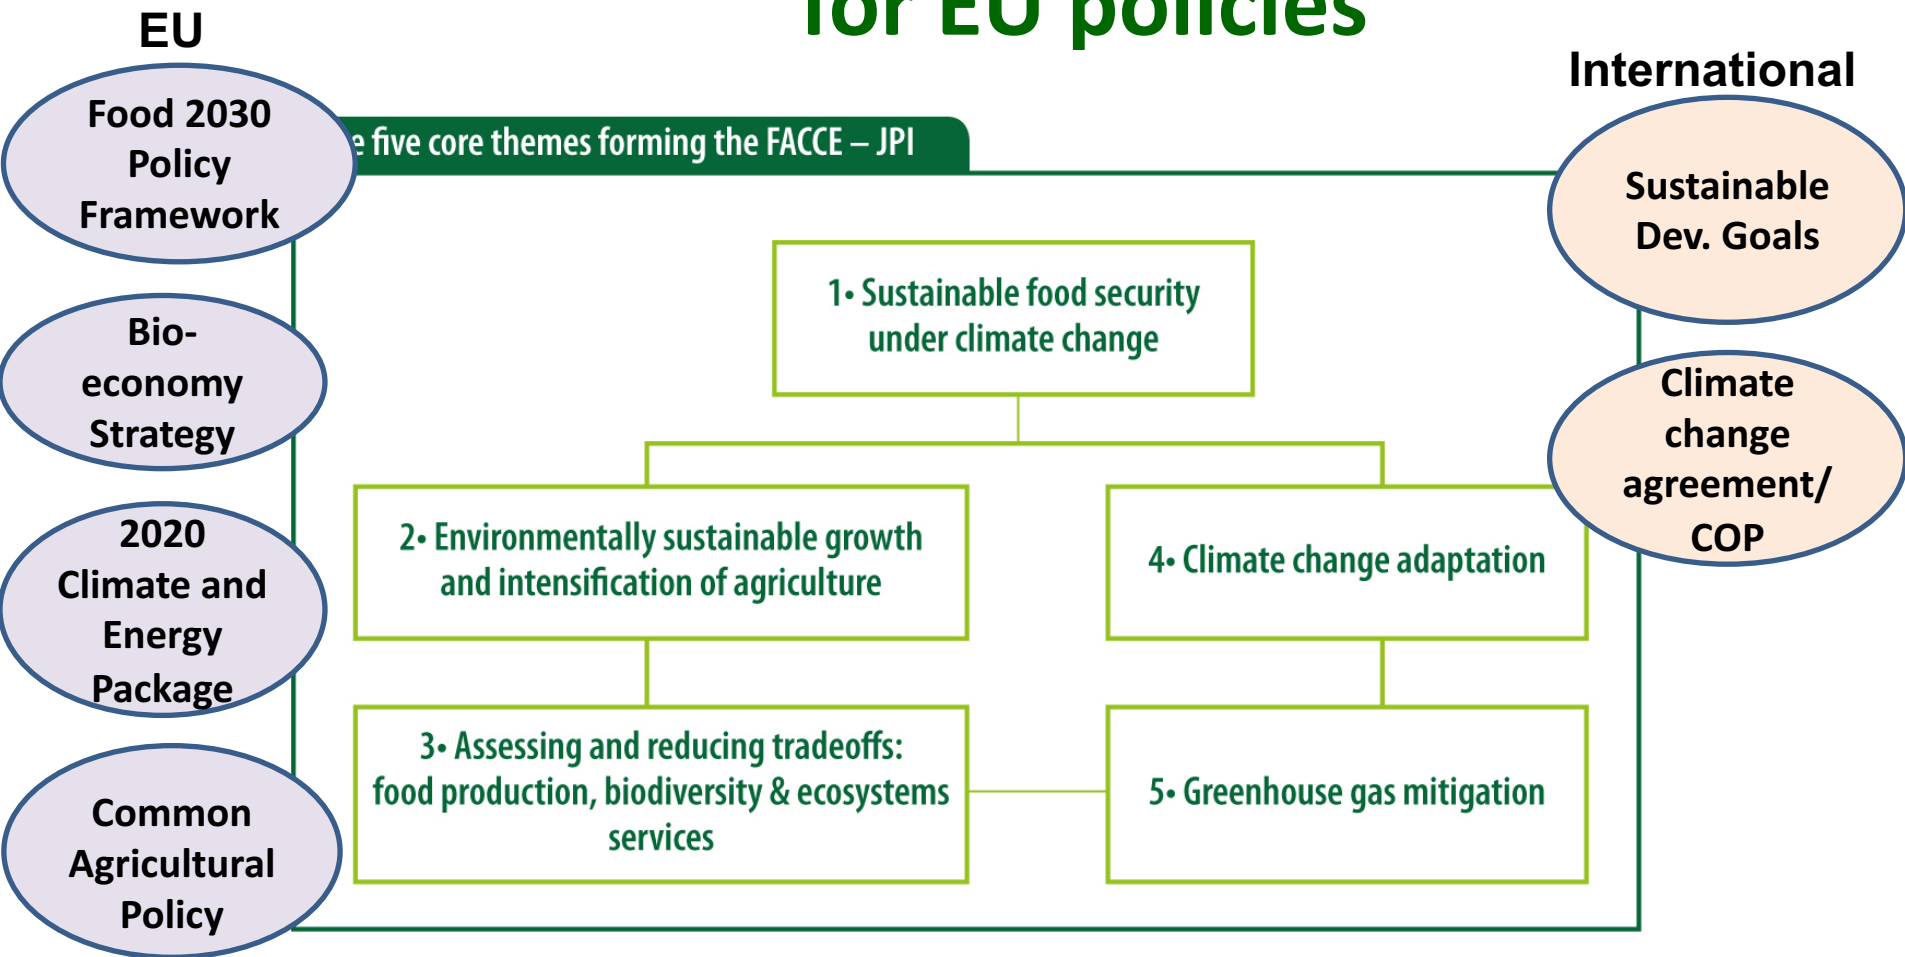 for EU policies
EU
International
Food 2030
Policy
Framework
Bio-
economy
Strategy
2020
Climate and
Energy
Package
Common
Agricultural
Policy
e five core themes forming the FACCE – JPI
1• Sustainable food security
under climate change
2• Environmentally sustainable growth
and intensification of agriculture
3• Assessing and reducing tradeoffs:
food production, biodiversity & ecosystems
services
4• Climate change adaptation
5• Greenhouse gas mitigation
Sustainable
Dev. Goals
Climate
change
agreement/
COP